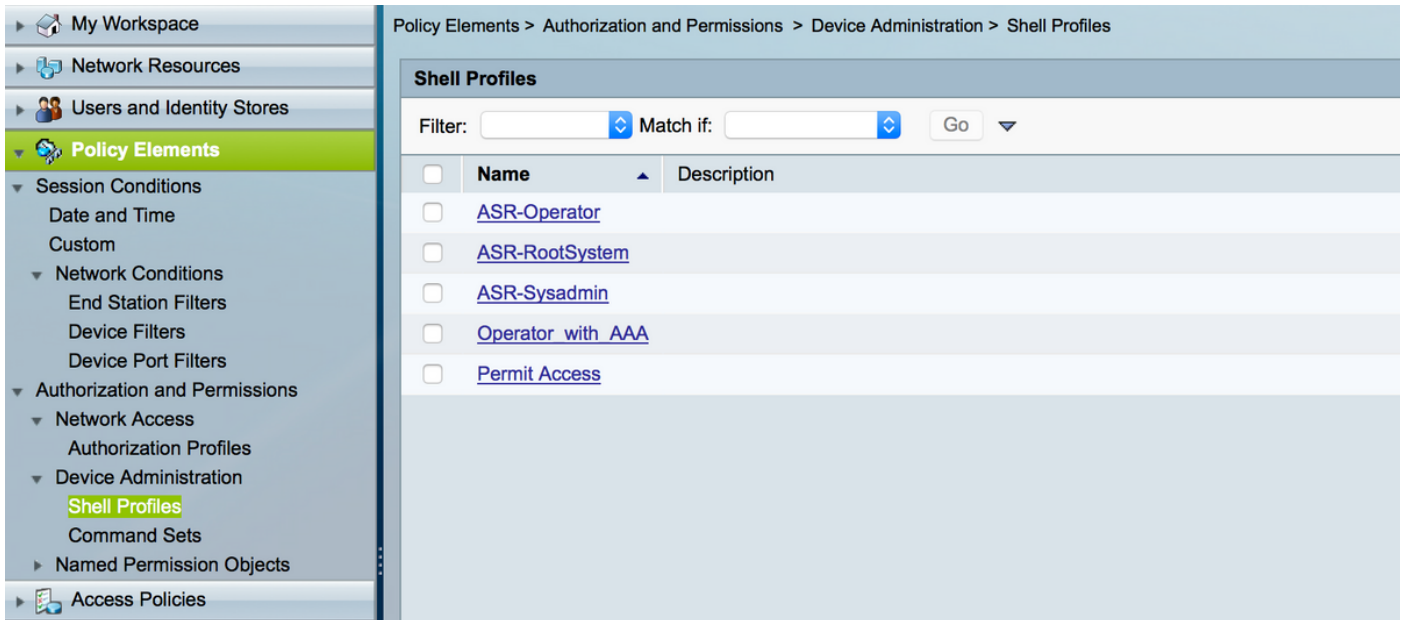 My Workspace
Network Resources
Users and Identity Stores
Policy Elements
Session Conditions
Date and Time
Custom
Network Conditions
End Station Filters
Device Filters
Device Port Filters
Authorization and Permissions
Network Access
Authorization Profiles
Device Administration
Shell Profiles
Command Sets
Named Permission Objects
Access Policies
Policy Elements > Authorization and Permissions > Device Administration > Shell Profiles
Shell Profiles
Filter: Match if: Go
Name Description
ASR-Operator
ASR-RootSystem
ASR-Sysadmin
Operator_with_AAA
Permit Access